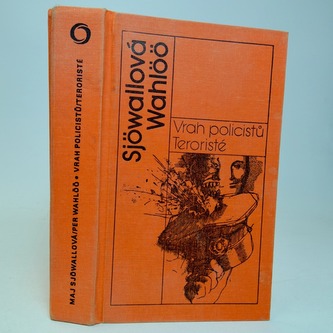 MAJ SJÖWALLOVÁ/PER WAHLÖÖ • VRAH POLICISTŮ/TERORISTÉ
Sjöwallová
Wahlöö
Vrah policistů
Teroristé